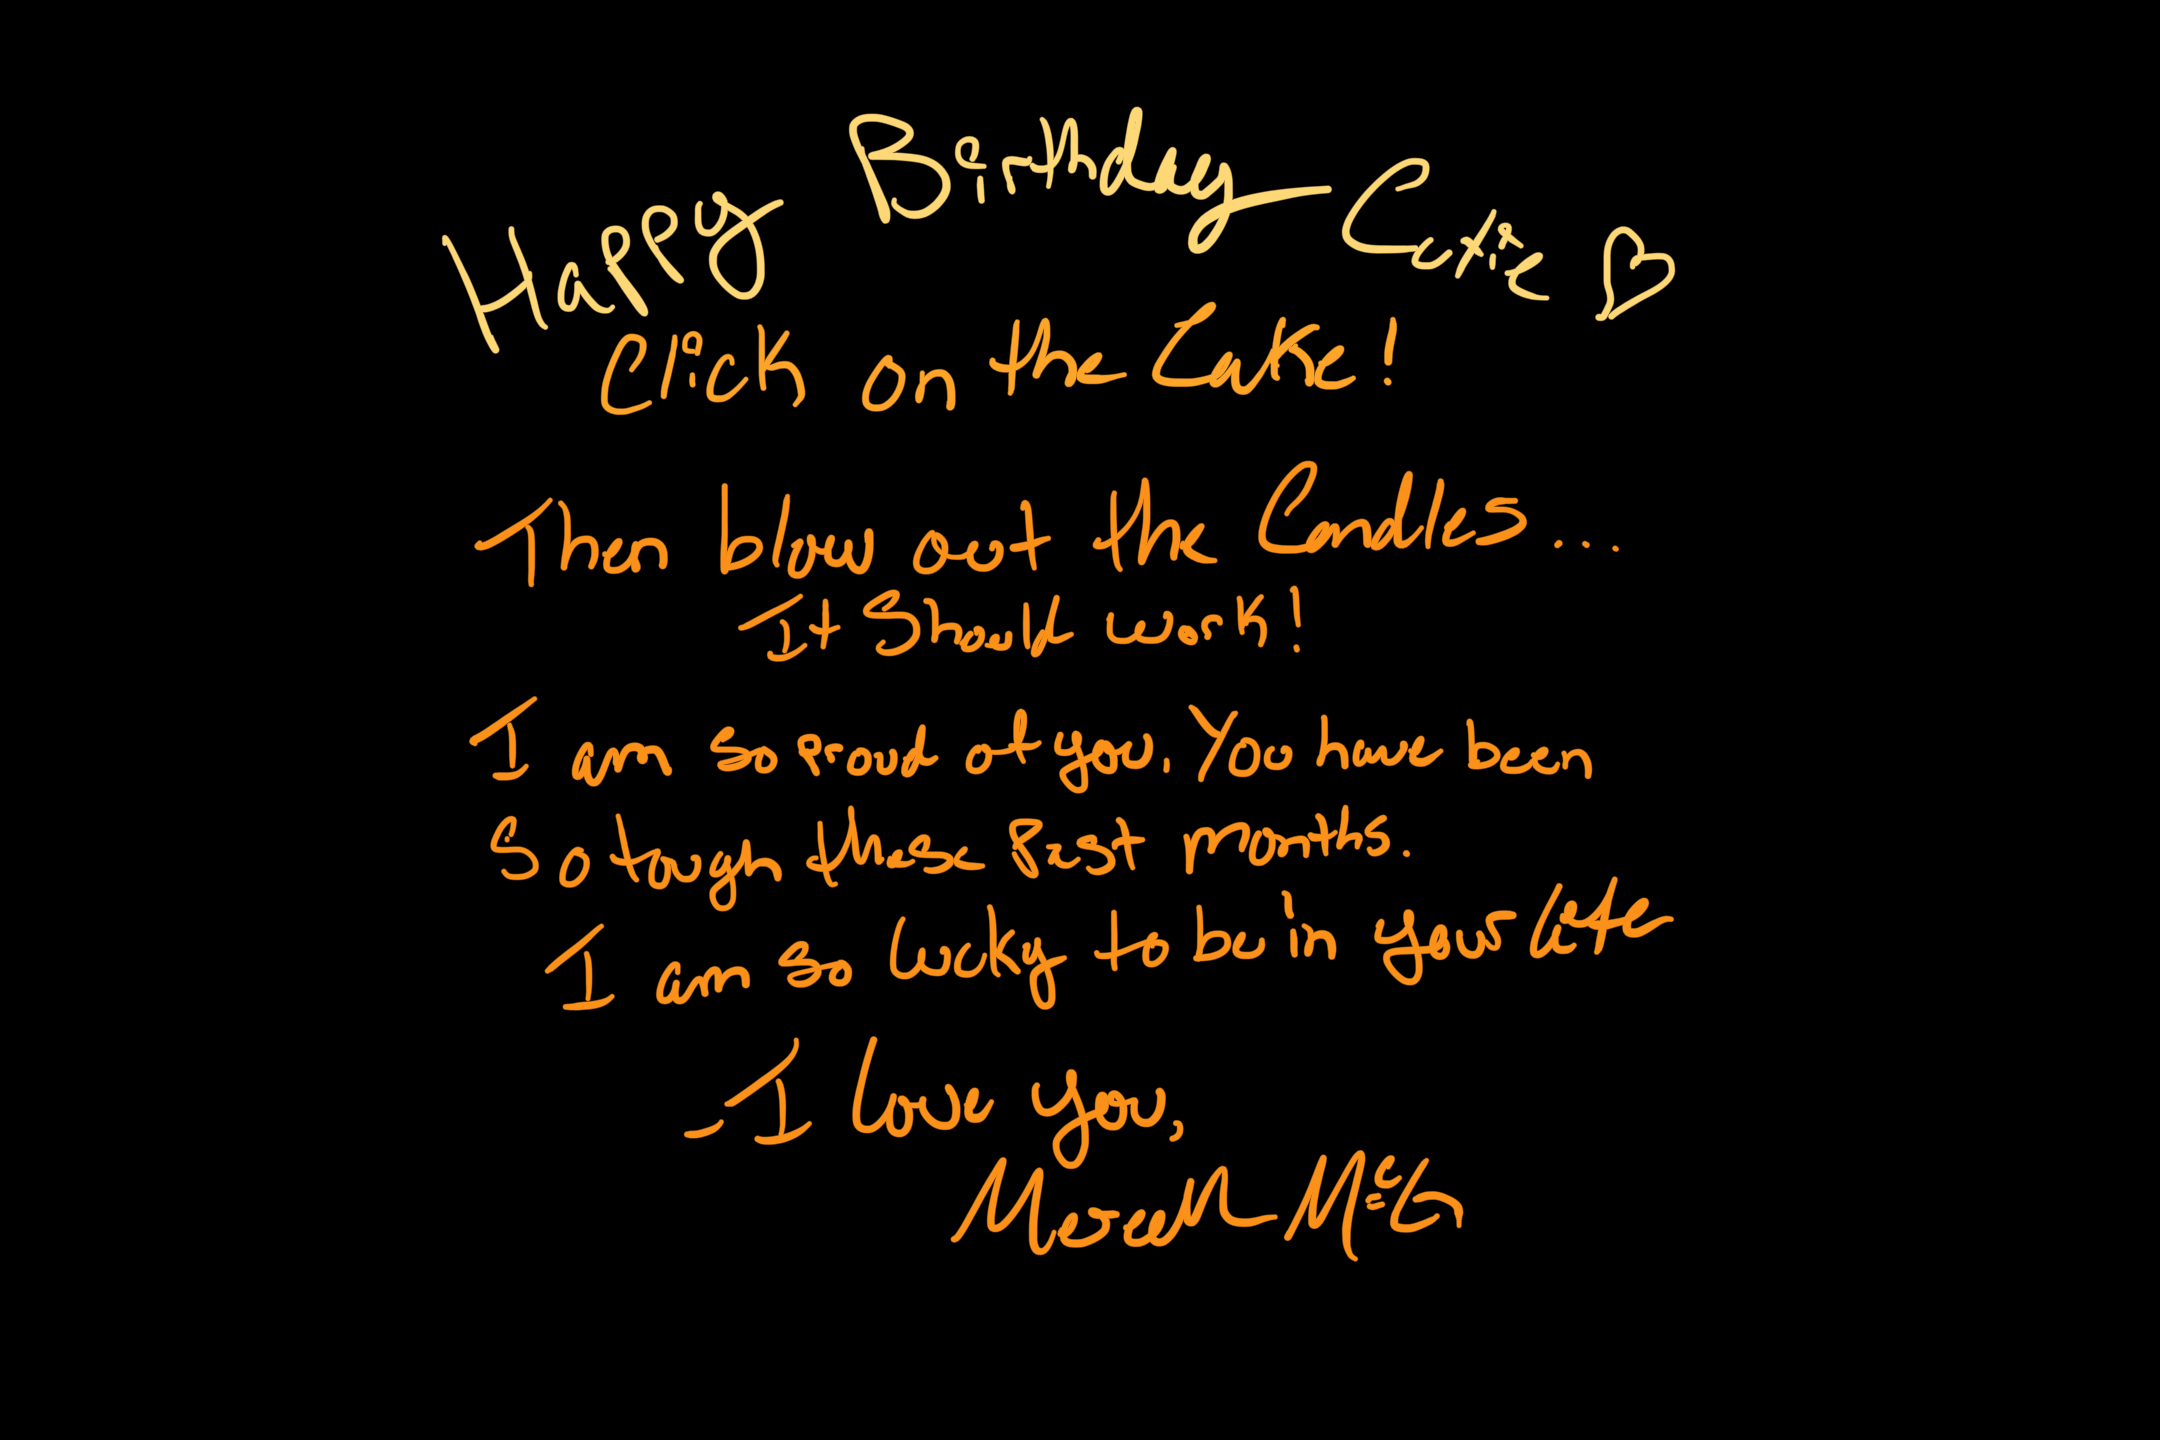 Happy Birthday Cutie ♡
Click on the Cake!
Then blow out the Candles...
It Should work!
I am so proud of you. You have been
So tough these past months.
I am so lucky to be in your life
-I love you,
McG